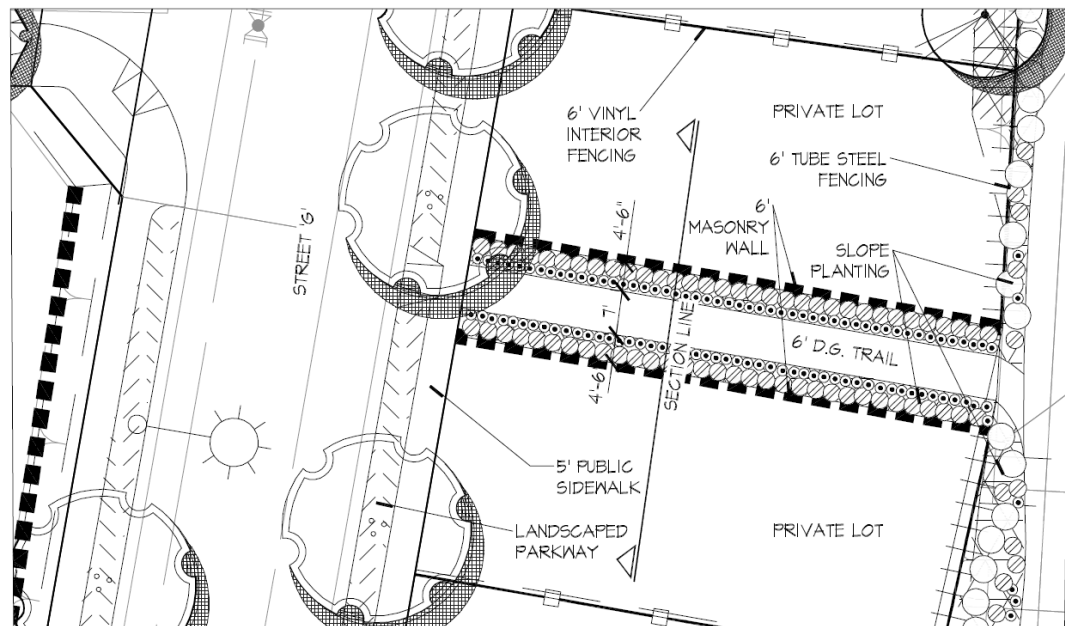 6' VINYL
INTERIOR
FENCING
PRIVATE LOT
6' TUBE STEEL
FENCING
6'
MASONRY
WALL
SLOPE
PLANTING
STREET 'G'
4'-6"
7'
4'-6"
SECTION LINE
6' D.G. TRAIL
5' PUBLIC
SIDEWALK
LANDSCAPED
PARKWAY
PRIVATE LOT